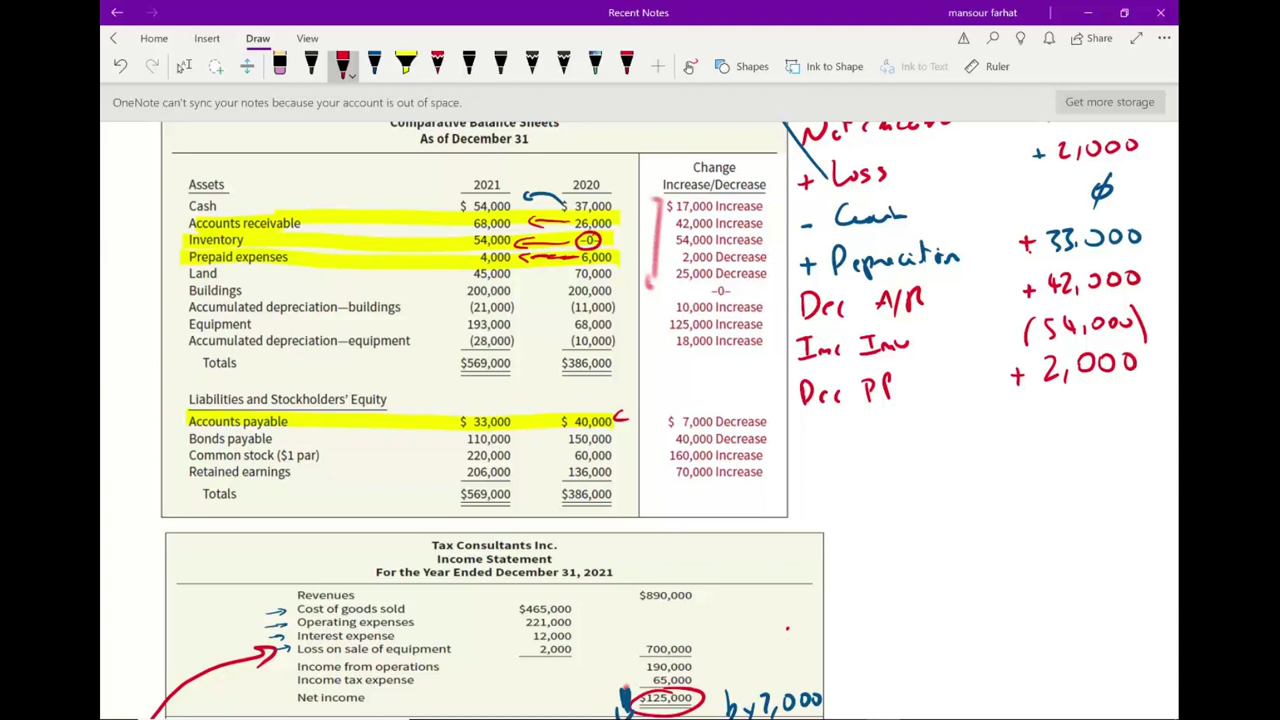 Recent Notes
mansour farhat
Home Insert Draw View
Share
Shapes Ink to Shape Ink to Text Ruler
OneNote can't sync your notes because your account is out of space.
Get more storage
Comparative Balance Sheets
As of December 31
Change
Assets 2021 2020 Increase/Decrease
Cash $ 54,000 $ 37,000 $ 17,000 Increase
Accounts receivable 68,000 26,000 42,000 Increase
Inventory 54,000 –0– 54,000 Increase
Prepaid expenses 4,000 6,000 2,000 Decrease
Land 45,000 70,000 25,000 Decrease
Buildings 200,000 200,000 –0–
Accumulated depreciation—buildings (21,000) (11,000) 10,000 Increase
Equipment 193,000 68,000 125,000 Increase
Accumulated depreciation—equipment (28,000) (10,000) 18,000 Increase
Totals $569,000 $386,000
Liabilities and Stockholders' Equity
Accounts payable $ 33,000 $ 40,000 $ 7,000 Decrease
Bonds payable 110,000 150,000 40,000 Decrease
Common stock ($1 par) 220,000 60,000 160,000 Increase
Retained earnings 206,000 136,000 70,000 Increase
Totals $569,000 $386,000
+ Loss + 2,000
- ϕ
+ Depreciation + 33,000
Dec A/R + 42,000
Inc Inv (54,000)
Dec PP + 2,000
Tax Consultants Inc.
Income Statement
For the Year Ended December 31, 2021
Revenues $890,000
Cost of goods sold $465,000
Operating expenses 221,000
Interest expense 12,000
Loss on sale of equipment 2,000 700,000
Income from operations 190,000
Income tax expense 65,000
Net income $125,000 by 2,000